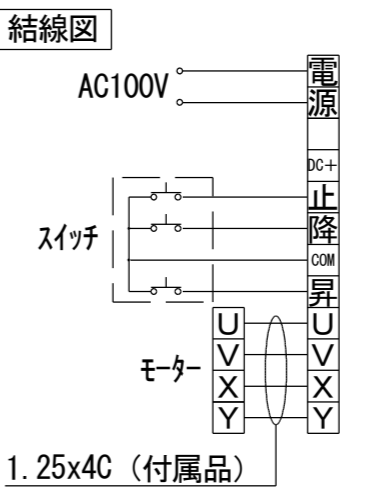 結線図
AC100V
電
源
DC+
止
スイッチ
降
COM
昇
U U
モーター
V V
X X
Y Y
1.25x4C (付属品)